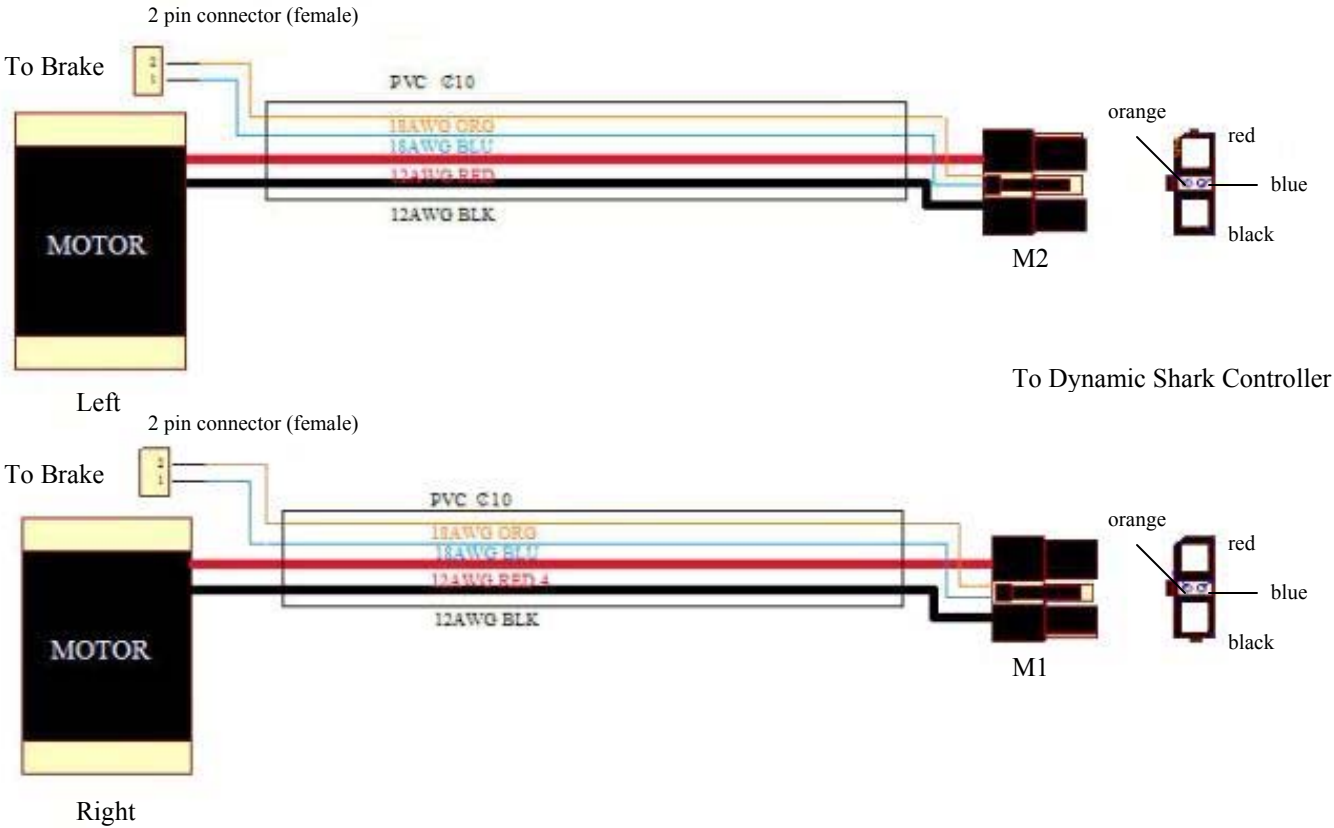 2 pin connector (female)
To Brake
2
1
PVC ₵10
18AWG ORG
18AWG BLU
12AWG RED
12AWG BLK
MOTOR
Left
orange
red
blue
black
M2
To Dynamic Shark Controller
2 pin connector (female)
To Brake
2
1
PVC ₵10
18AWG ORG
18AWG BLU
12AWG RED 4
12AWG BLK
MOTOR
Right
orange
red
blue
black
M1